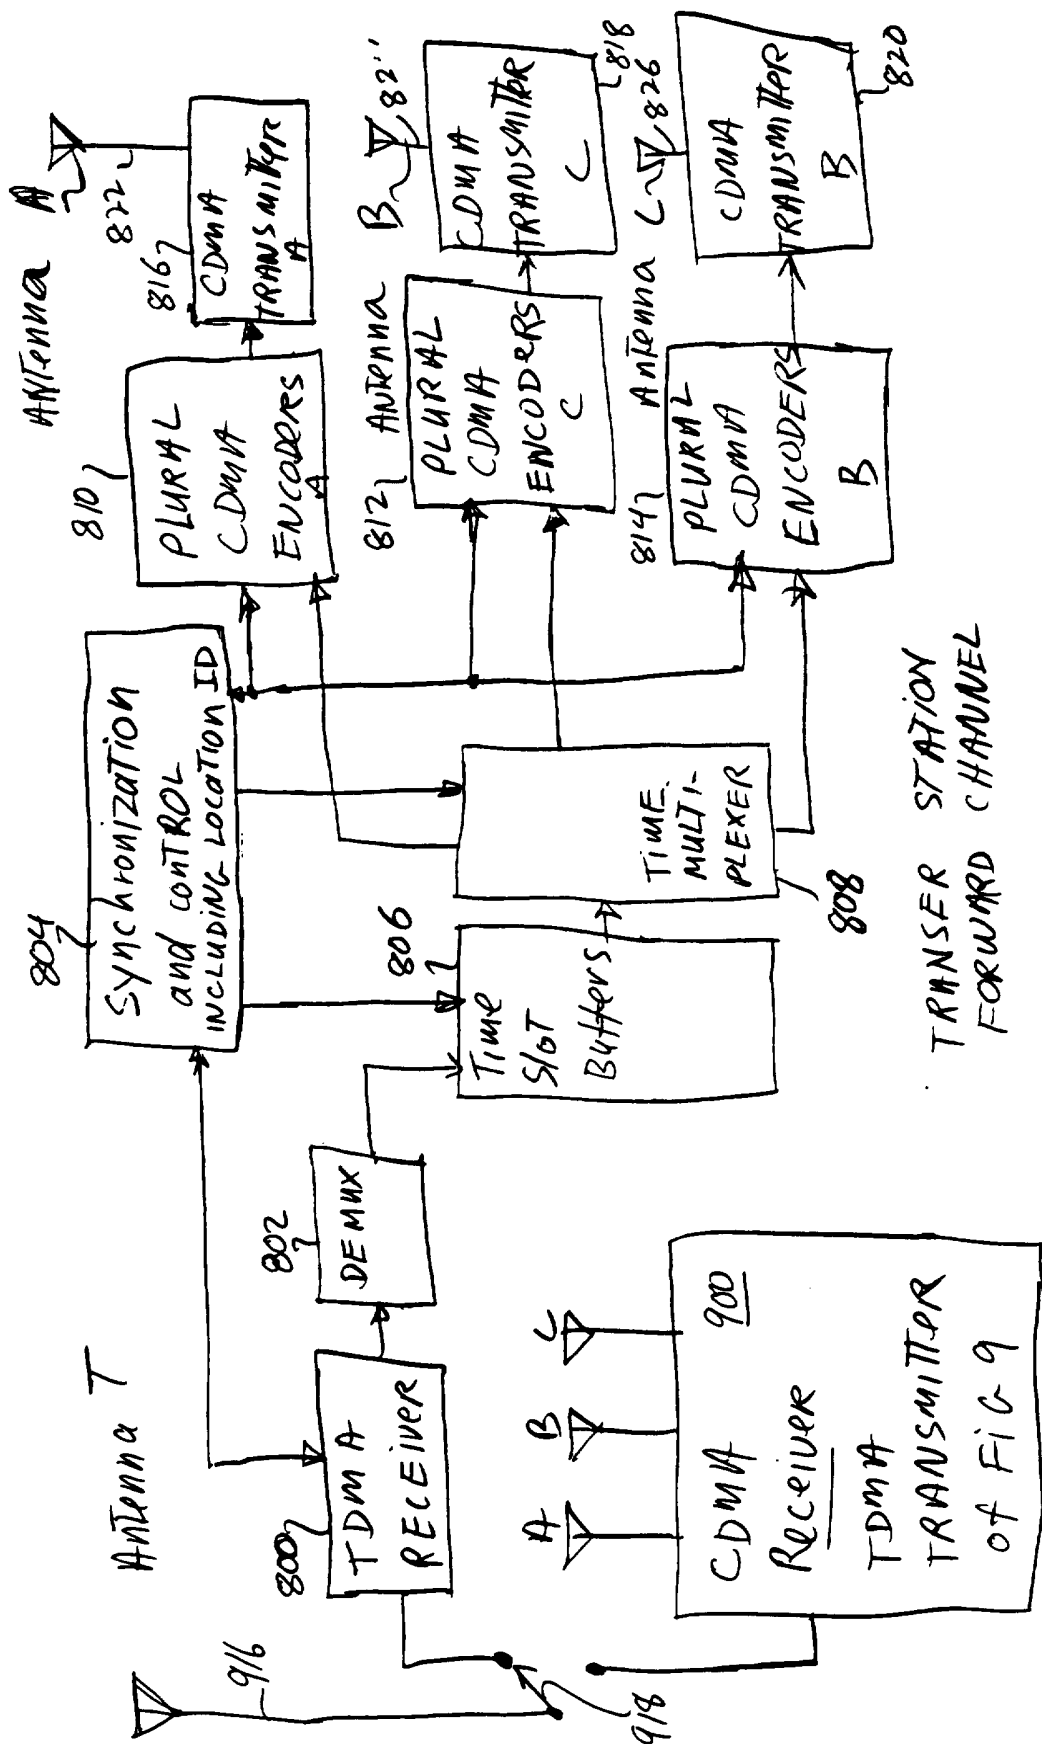 Antenna T
916
918
800
TDMA
RECEIVER
802
DEMUX
804
Synchronization
and CONTROL
INCLUDING LOCATION ID
806
Time
SloT
Buffers
TIME
MULTI-
PLEXER
808
810
PLURAL
CDMA
ENCODERS
A
812
PLURAL
CDMA
ENCODERS
C
814
PLURAL
CDMA
ENCODERS
B
ANTenna A
822
816
CDMA
TRANSMITTER
A
ANTenna B
CDMA
TRANSMITTER
C
818
Antenna C
826
CDMA
TRANSMITTER
B
820
A
B
C
CDMA
Receiver
900
TDMA
TRANSMITTER
of FIG 9
TRANSER STATION
FORWARD CHANNEL